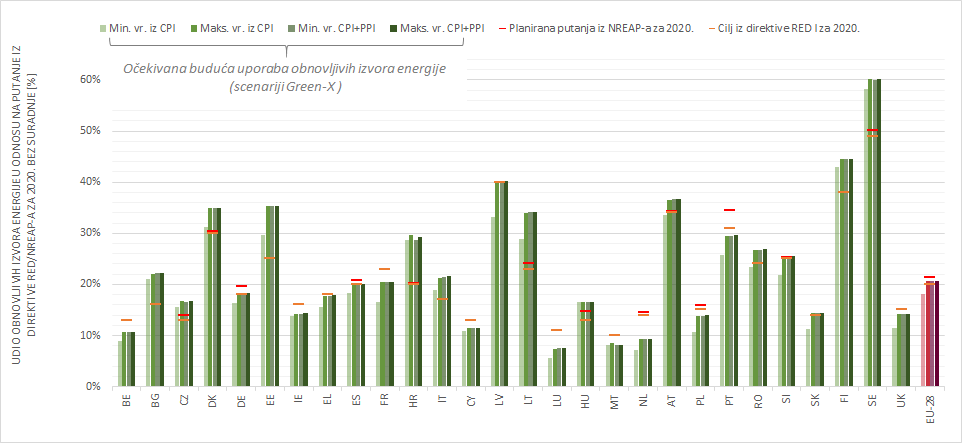 Min. vr. iz CPI Maks. vr. iz CPI Min. vr. CPI+PPI Maks. vr. CPI+PPI Planirana putanja iz NREAP-a za 2020. Cilj iz direktive RED I za 2020.
Očekivana buduća uporaba obnovljivih izvora energije
(scenariji Green-X )
UDIO OBNOVLJIVIH IZVORA ENERGIJE U ODNOSU NA PUTANJE IZ
DIREKTIVE RED/NREAP-A ZA 2020. BEZ SURADNJE [%]
60%
50%
40%
30%
20%
10%
0%
BE BG CZ DK DE EE IE EL ES FR HR IT CY LV LT LU HU MT NL AT PL PT RO SI SK FI SE UK EU-28